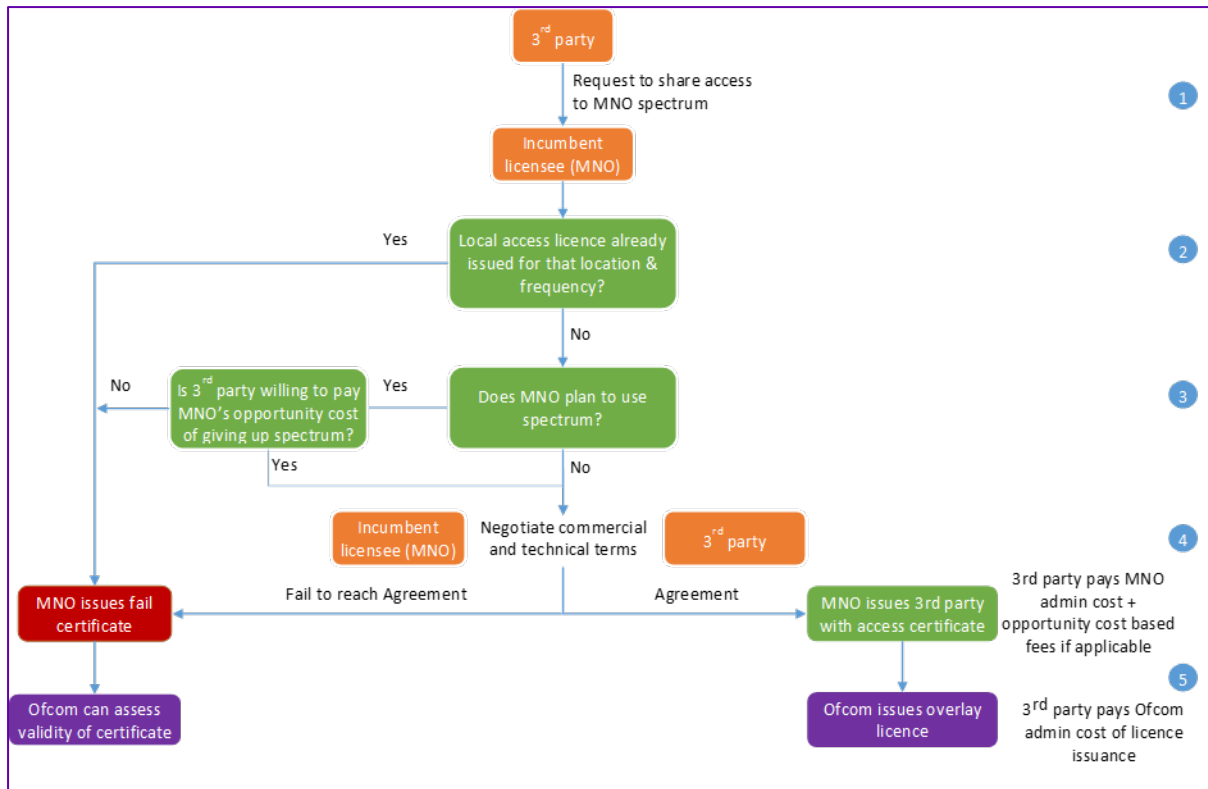 3rd party
Request to share access
to MNO spectrum
1
Incumbent
licensee (MNO)
Yes
Local access licence already
issued for that location &
frequency?
2
No
No
Is 3rd party willing to pay
MNO's opportunity cost
of giving up spectrum?
Yes
Does MNO plan to use
spectrum?
3
Yes
No
Incumbent
licensee (MNO)
Negotiate commercial
and technical terms
3rd party
4
Fail to reach Agreement
Agreement
MNO issues fail
certificate
MNO issues 3rd party
with access certificate
3rd party pays MNO
admin cost +
opportunity cost based
fees if applicable
5
Ofcom can assess
validity of certificate
Ofcom issues overlay
licence
3rd party pays Ofcom
admin cost of licence
issuance